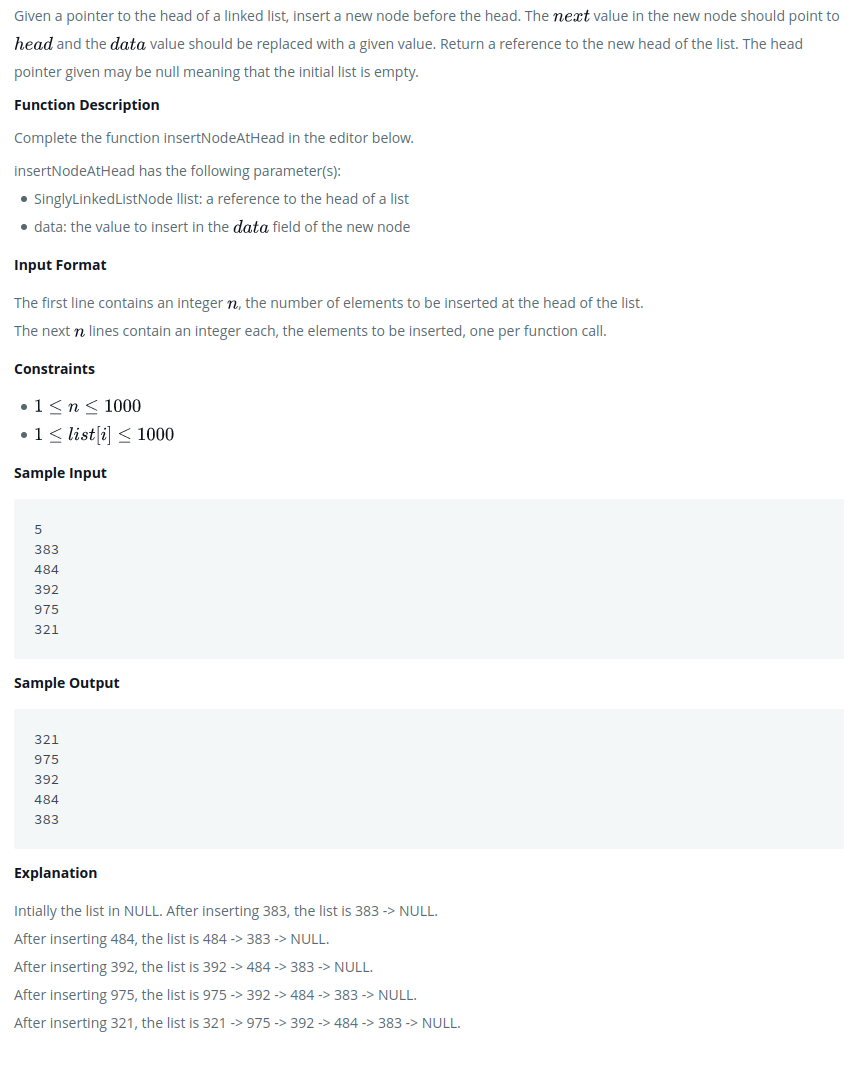 Given a pointer to the head of a linked list, insert a new node before the head. The next value in the new node should point to
head and the data value should be replaced with a given value. Return a reference to the new head of the list. The head
pointer given may be null meaning that the initial list is empty.
Function Description
Complete the function insertNodeAtHead in the editor below.
insertNodeAtHead has the following parameter(s):
• SinglyLinkedListNode llist: a reference to the head of a list
• data: the value to insert in the data field of the new node
Input Format
The first line contains an integer n, the number of elements to be inserted at the head of the list.
The next n lines contain an integer each, the elements to be inserted, one per function call.
Constraints
• 1 ≤ n ≤ 1000
• 1 ≤ list[i] ≤ 1000
Sample Input
5
383
484
392
975
321
Sample Output
321
975
392
484
383
Explanation
Intially the list in NULL. After inserting 383, the list is 383 -> NULL.
After inserting 484, the list is 484 -> 383 -> NULL.
After inserting 392, the list is 392 -> 484 -> 383 -> NULL.
After inserting 975, the list is 975 -> 392 -> 484 -> 383 -> NULL.
After inserting 321, the list is 321 -> 975 -> 392 -> 484 -> 383 -> NULL.